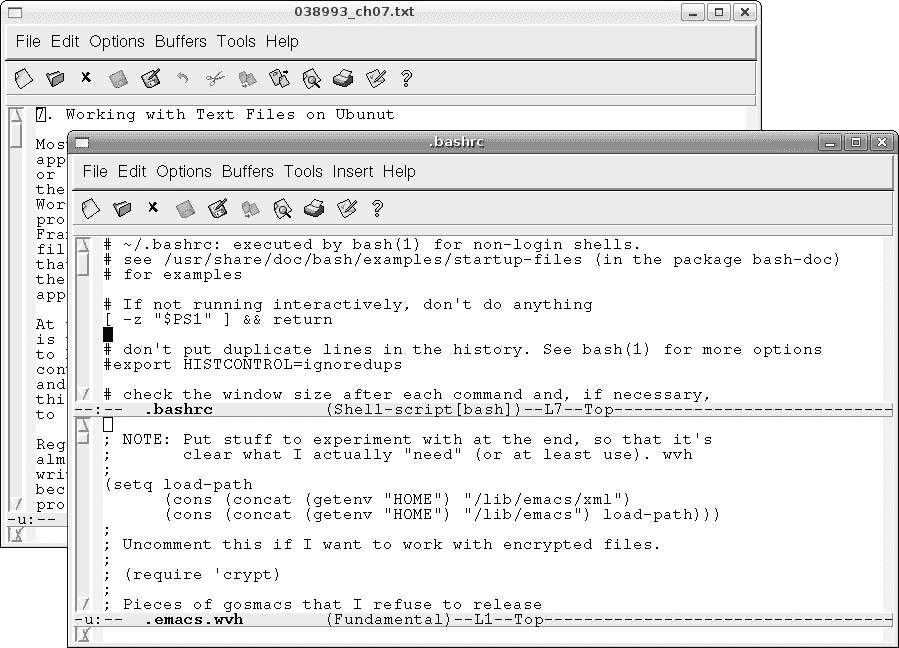 038993_ch07.txt
File Edit Options Buffers Tools Help
7. Working with Text Files on Ubunut
Mos
app
or
the
Wor
pro
Fra
fil
tha
the
app
At
is
to
con
and
thi
to
Reg
alm
wri
bec
pro
-u:--
.bashrc
File Edit Options Buffers Tools Insert Help
# ~/.bashrc: executed by bash(1) for non-login shells.
# see /usr/share/doc/bash/examples/startup-files (in the package bash-doc)
# for examples
# If not running interactively, don't do anything
[ -z "$PS1" ] && return
# don't put duplicate lines in the history. See bash(1) for more options
#export HISTCONTROL=ignoredups
# check the window size after each command and, if necessary,
--:-- .bashrc (Shell-script[bash])--L7--Top----------------------------
; NOTE: Put stuff to experiment with at the end, so that it's
; clear what I actually "need" (or at least use). wvh
;
(setq load-path
(cons (concat (getenv "HOME") "/lib/emacs/xml")
(cons (concat (getenv "HOME") "/lib/emacs") load-path)))
;
; Uncomment this if I want to work with encrypted files.
;
; (require 'crypt)
;
; Pieces of gosmacs that I refuse to release
-u:-- .emacs.wvh (Fundamental)--L1--Top-----------------------------------